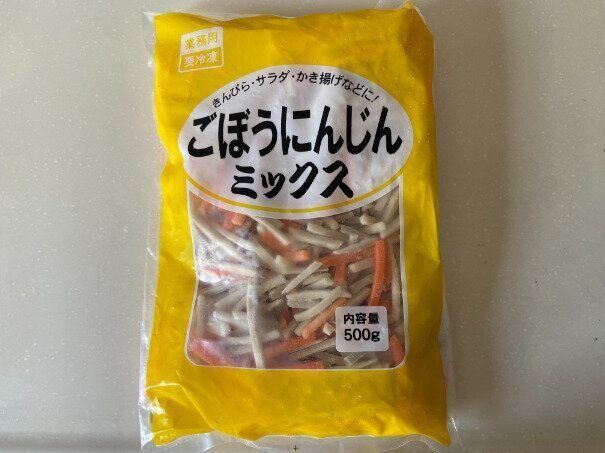 業務用
要冷凍
きんぴら・サラダ・かき揚げなどに!
ごぼうにんじん
ミックス
内容量
500g